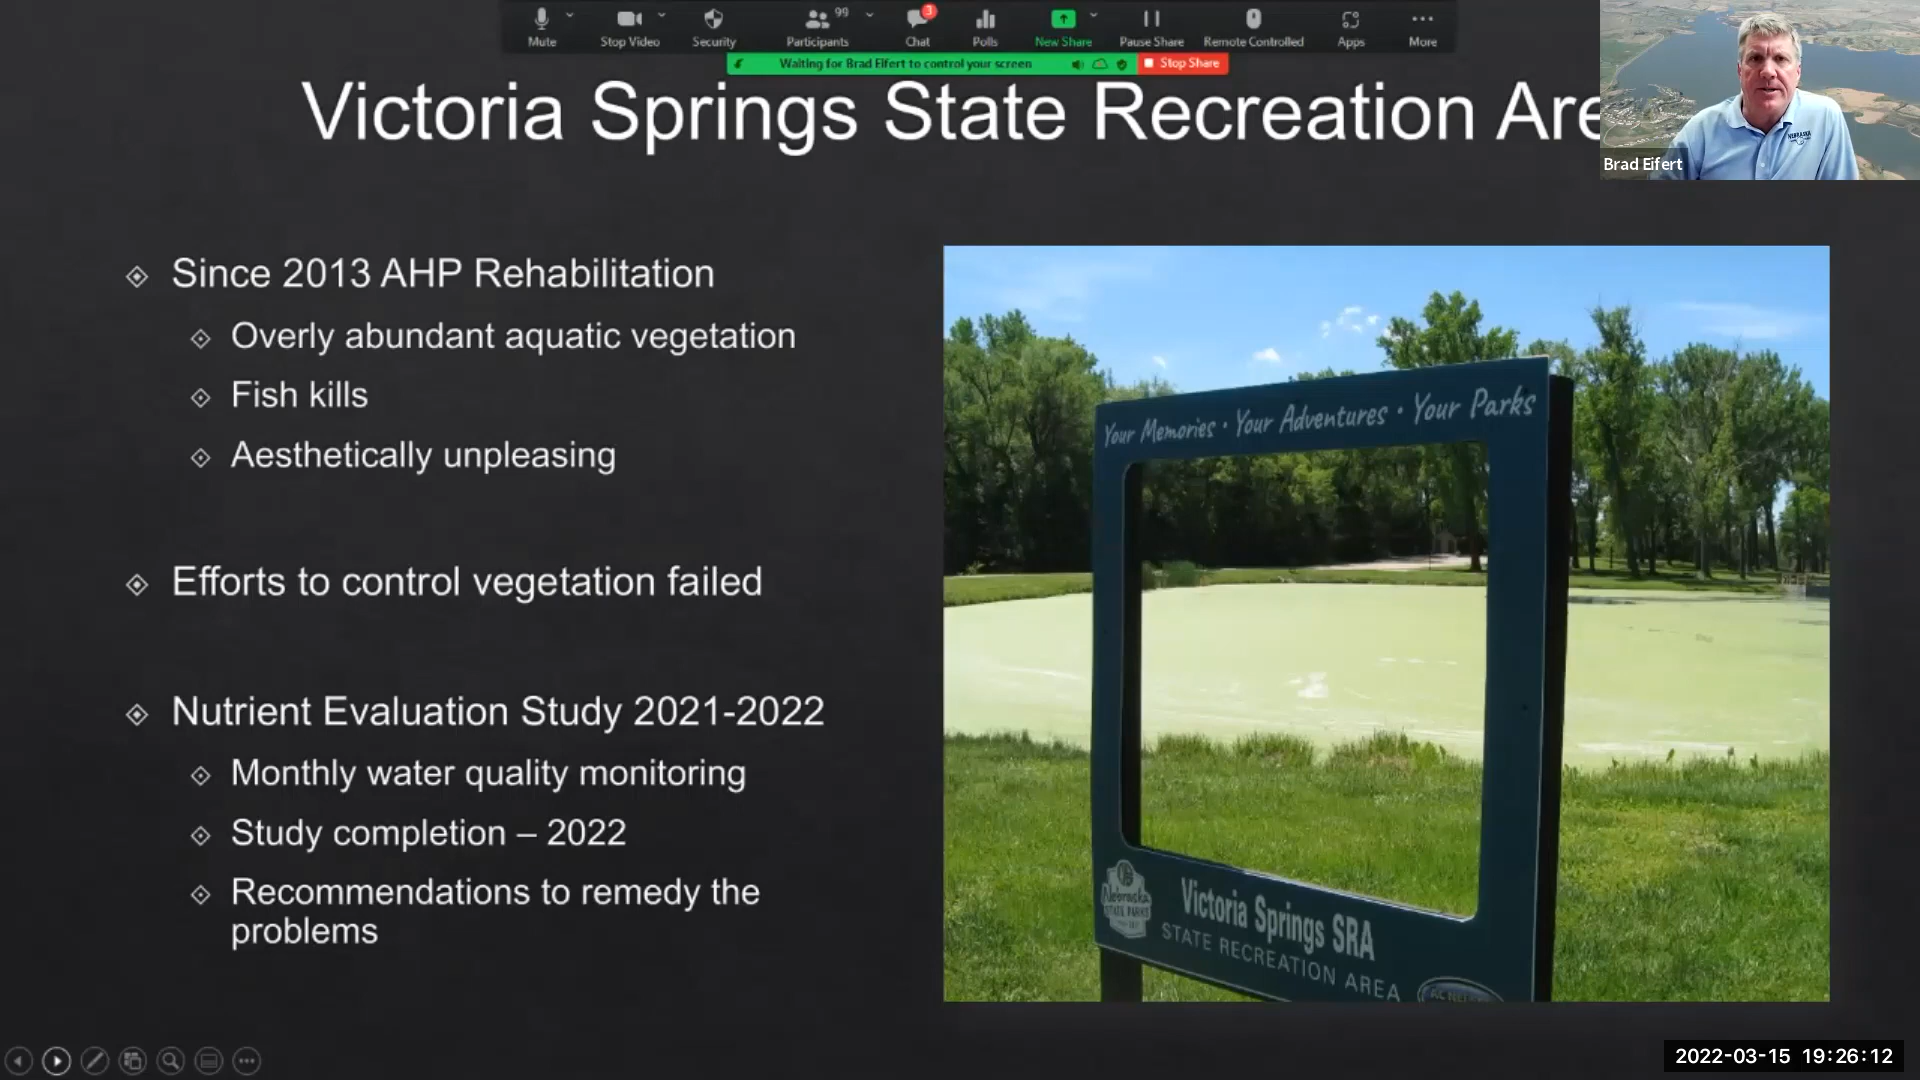 99
3
Mute
Stop Video
Security
Participants
Chat
Polls
New Share
Pause Share
Remote Controlled
Apps
More
Waiting for Brad Eifert to control your screen
Stop Share
Victoria Springs State Recreation Are
Brad Eifert
Since 2013 AHP Rehabilitation
Overly abundant aquatic vegetation
Fish kills
Aesthetically unpleasing
Efforts to control vegetation failed
Nutrient Evaluation Study 2021-2022
Monthly water quality monitoring
Study completion – 2022
Recommendations to remedy the
problems
Your Memories • Your Adventures • Your Parks
Nebraska
STATE PARKS
Victoria Springs SRA
STATE RECREATION AREA
2022-03-15 19:26:12